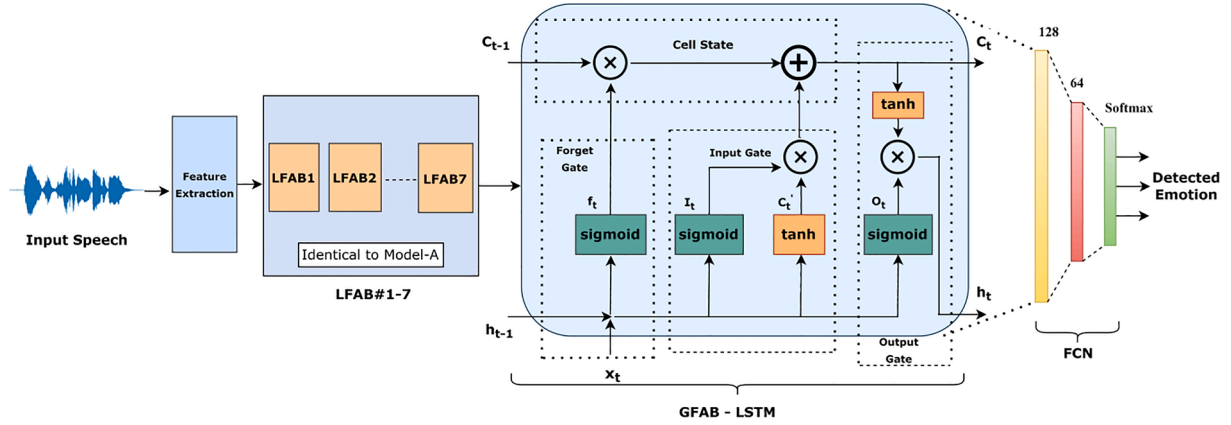 Input Speech
Feature
Extraction
LFAB1
LFAB2
LFAB7
Identical to Model-A
LFAB#1-7
Cₜ₋₁
Cell State
Cₜ
tanh
Forget
Gate
Input Gate
fₜ
Iₜ
Cₜ'
Oₜ
sigmoid
sigmoid
tanh
sigmoid
hₜ₋₁
hₜ
xₜ
Output
Gate
GFAB - LSTM
128
64
Softmax
Detected
Emotion
FCN